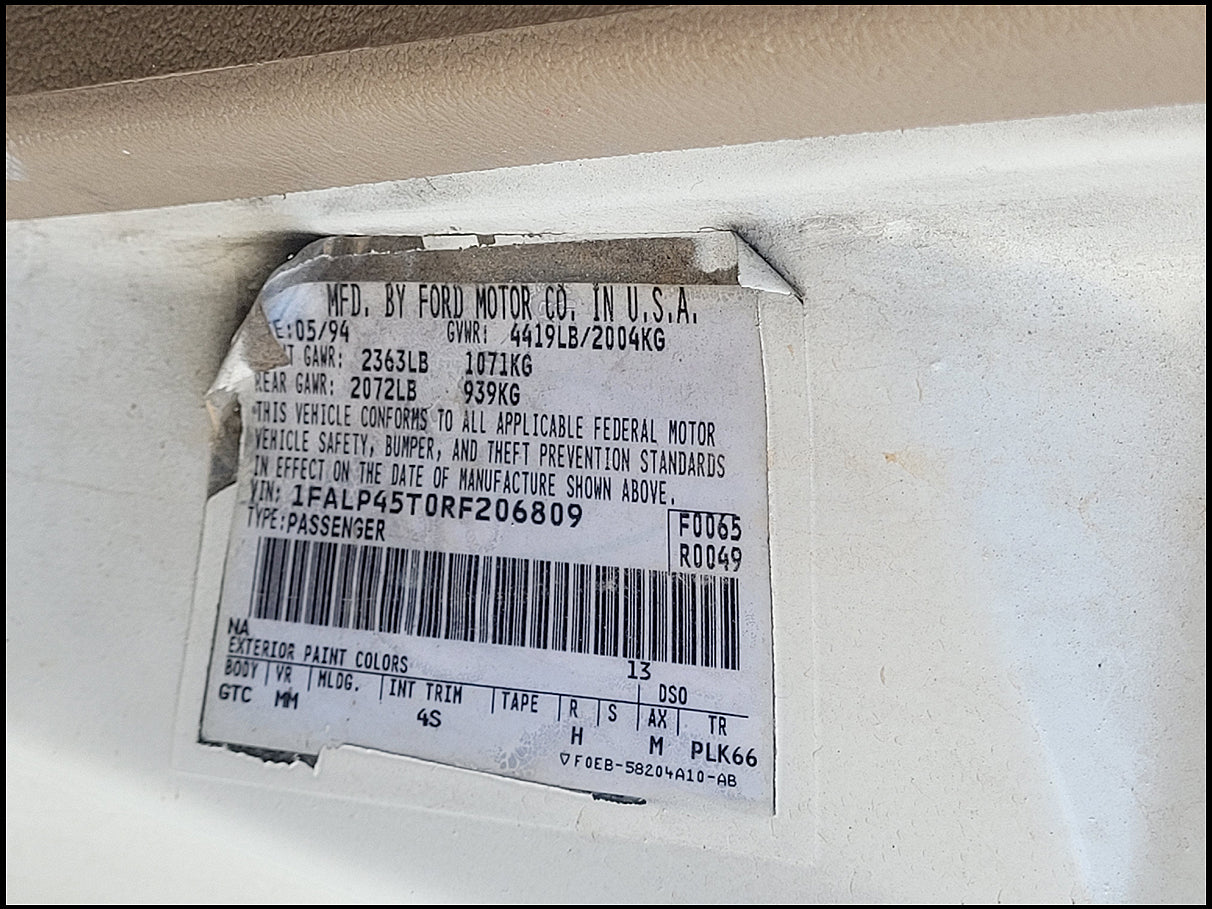 MFD. BY FORD MOTOR CO. IN U.S.A.
E:05/94 GVWR: 4419LB/2004KG
T GAWR: 2363LB 1071KG
REAR GAWR: 2072LB 939KG
THIS VEHICLE CONFORMS TO ALL APPLICABLE FEDERAL MOTOR
VEHICLE SAFETY, BUMPER, AND THEFT PREVENTION STANDARDS
IN EFFECT ON THE DATE OF MANUFACTURE SHOWN ABOVE.
VIN: 1FALP45T0RF206809
TYPE:PASSENGER
F0065
R0049
NA
EXTERIOR PAINT COLORS 13 DSO
BODY VR MLDG. INT TRIM TAPE R S AX TR
GTC MM 4S H M PLK66
▽F0EB-58204A10-AB